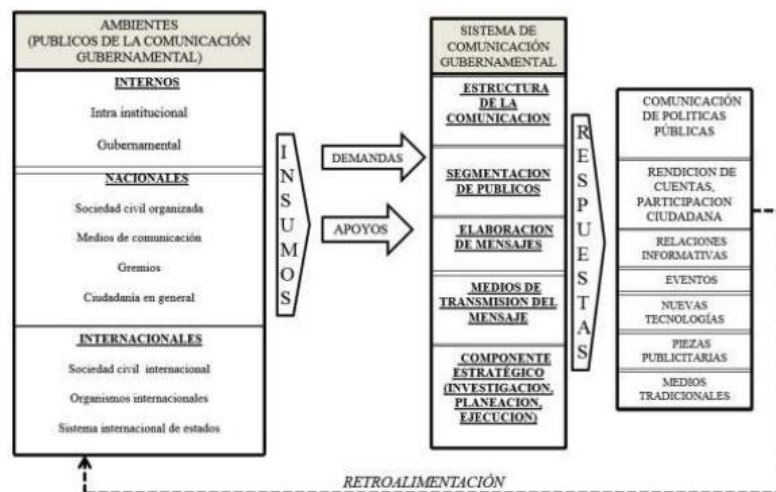 AMBIENTES
(PUBLICOS DE LA COMUNICACIÓN
GUBERNAMENTAL)
INTERNOS
Intra institucional
Gubernamental
NACIONALES
Sociedad civil organizada
Medios de comunicación
Gremios
Ciudadanía en general
INTERNACIONALES
Sociedad civil internacional
Organismos internacionales
Sistema internacional de estados
INSUMOS
DEMANDAS
APOYOS
SISTEMA DE
COMUNICACIÓN
GUBERNAMENTAL
ESTRUCTURA
DE LA
COMUNICACION
SEGMENTACION
DE PUBLICOS
ELABORACION
DE MENSAJES
MEDIOS DE
TRANSMISION DEL
MENSAJE
COMPONENTE
ESTRATÉGICO
(INVESTIGACION,
PLANEACION,
EJECUCION)
RESPUESTAS
COMUNICACIÓN
DE POLITICAS
PÚBLICAS
RENDICION DE
CUENTAS,
PARTICIPACION
CIUDADANA
RELACIONES
INFORMATIVAS
EVENTOS
NUEVAS
TECNOLOGÍAS
PIEZAS
PUBLICITARIAS
MEDIOS
TRADICIONALES
RETROALIMENTACIÓN